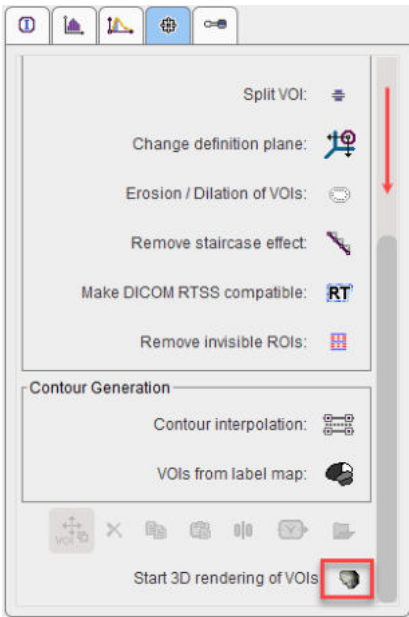 Split VOI:
Change definition plane:
Erosion / Dilation of VOIs:
Remove staircase effect:
Make DICOM RTSS compatible:
RT
Remove invisible ROIs:
Contour Generation
Contour interpolation:
VOIs from label map:
VOI
Start 3D rendering of VOIs